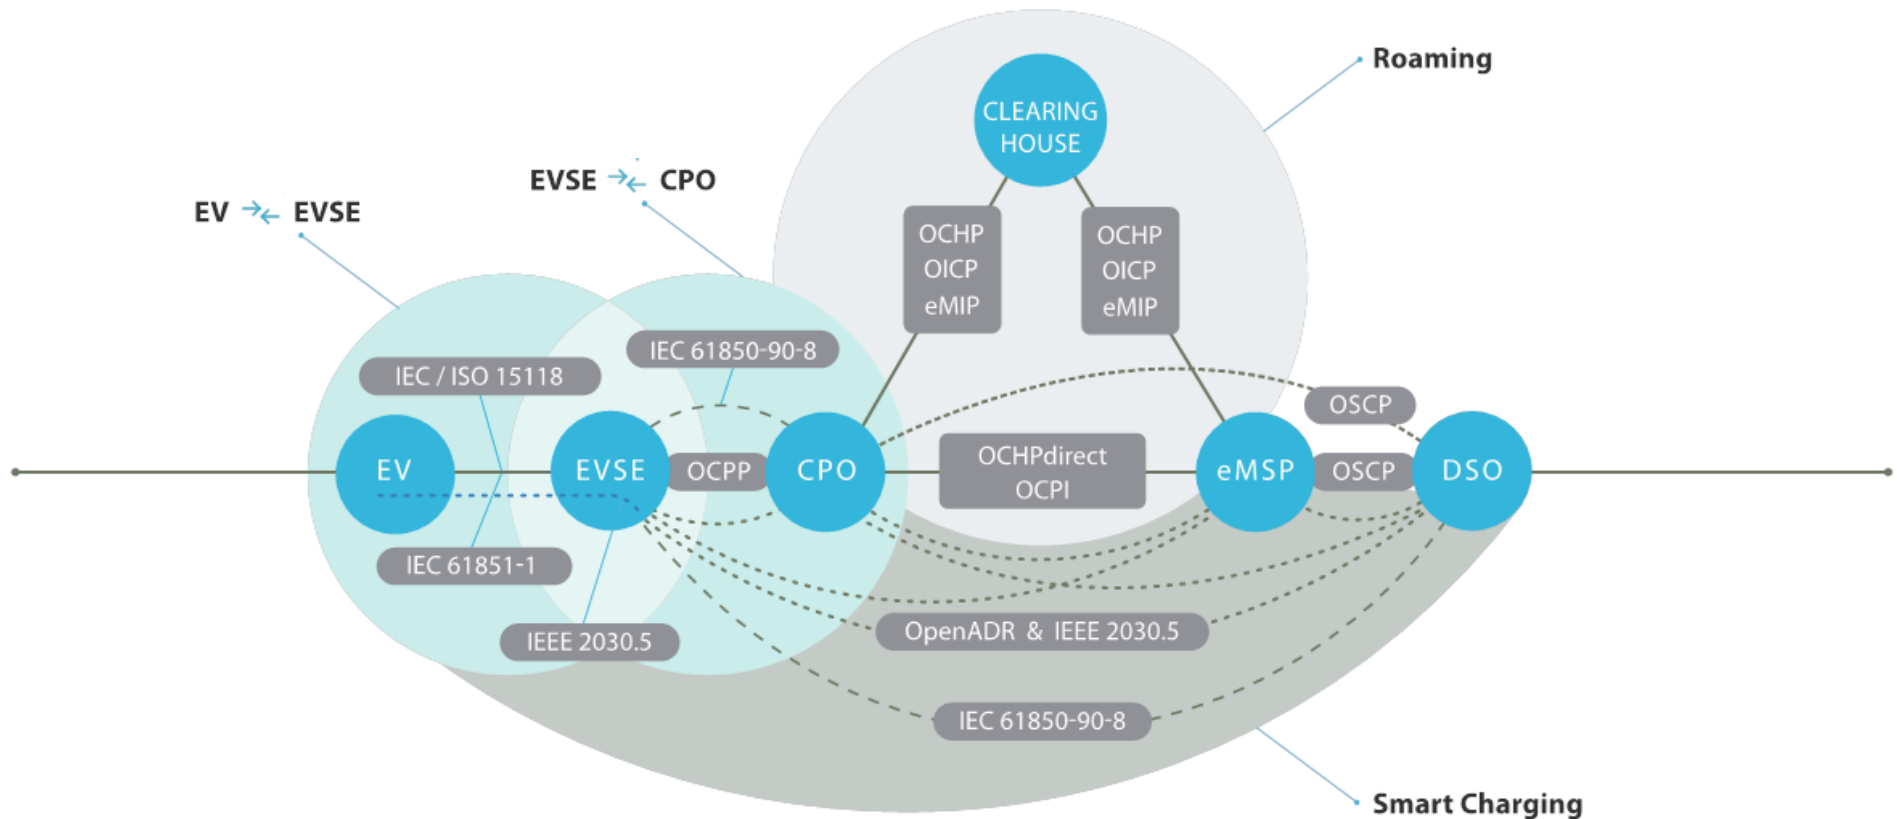 Roaming
CLEARING
HOUSE
EVSE CPO
EV EVSE
OCHP
OICP
eMIP
OCHP
OICP
eMIP
IEC 61850-90-8
IEC / ISO 15118
OSCP
EV
EVSE
OCPP
CPO
OCHPdirect
OCPI
eMSP
OSCP
DSO
IEC 61851-1
IEEE 2030.5
OpenADR & IEEE 2030.5
IEC 61850-90-8
Smart Charging